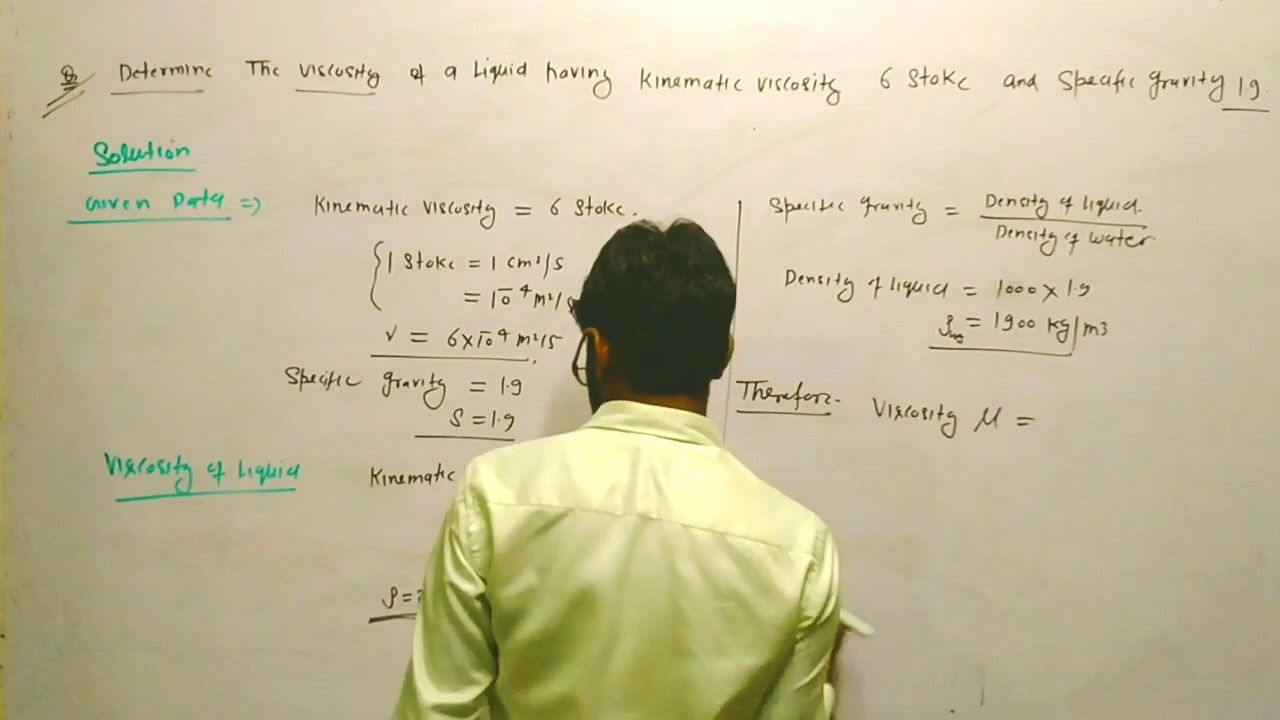 Q Determine The viscosity of a Liquid having Kinematic viscosity 6 Stoke and Specific gravity 1.9.
Solution
Given Data =>
Kinematic viscosity = 6 Stoke.
1 Stoke = 1 cm²/s
= 10⁻⁴ m²/s
ν = 6×10⁻⁴ m²/s
Specific gravity = 1.9
S = 1.9
Viscosity of Liquid
Kinematic
ρ = ?
Specific gravity = Density of liquid.
Density of water
Density of liquid = 1000 × 1.9
= 1900 kg/m3
Therefore. Viscosity μ =